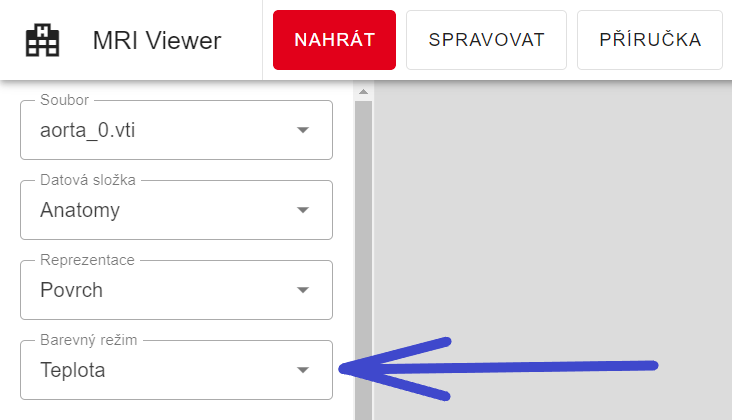 MRI Viewer
NAHRÁT
SPRAVOVAT
PŘÍRUČKA
Soubor
aorta_0.vti
Datová složka
Anatomy
Reprezentace
Povrch
Barevný režim
Teplota